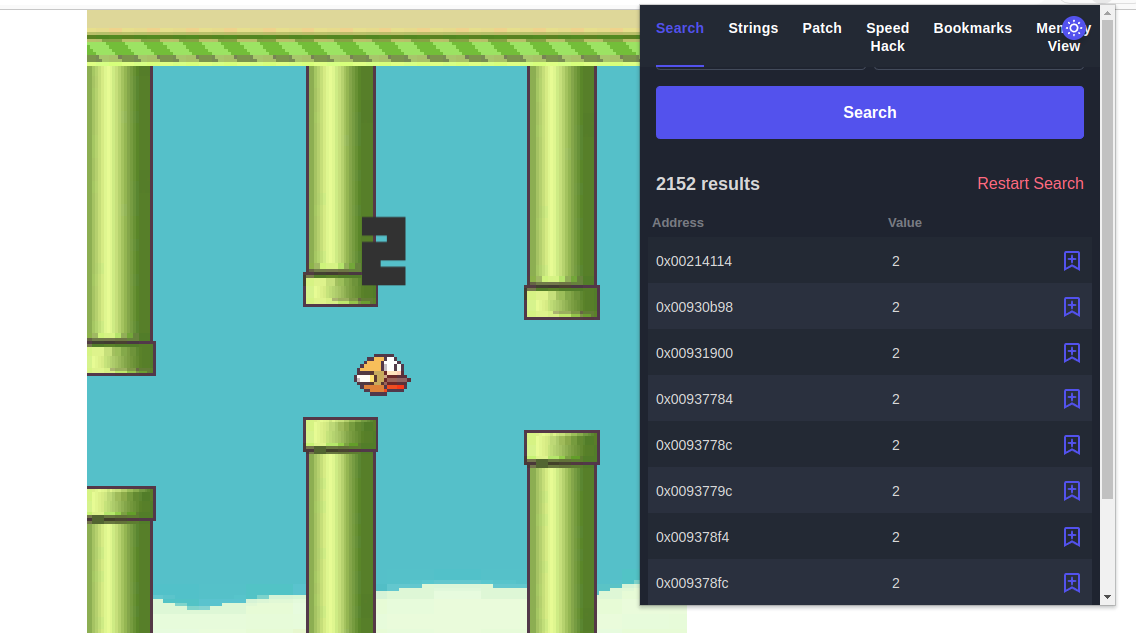 Search Strings Patch Speed Hack Bookmarks View
Search
2152 results Restart Search
Address Value
0x00214114 2
0x00930b98 2
0x00931900 2
0x00937784 2
0x0093778c 2
0x0093779c 2
0x009378f4 2
0x009378fc 2
2